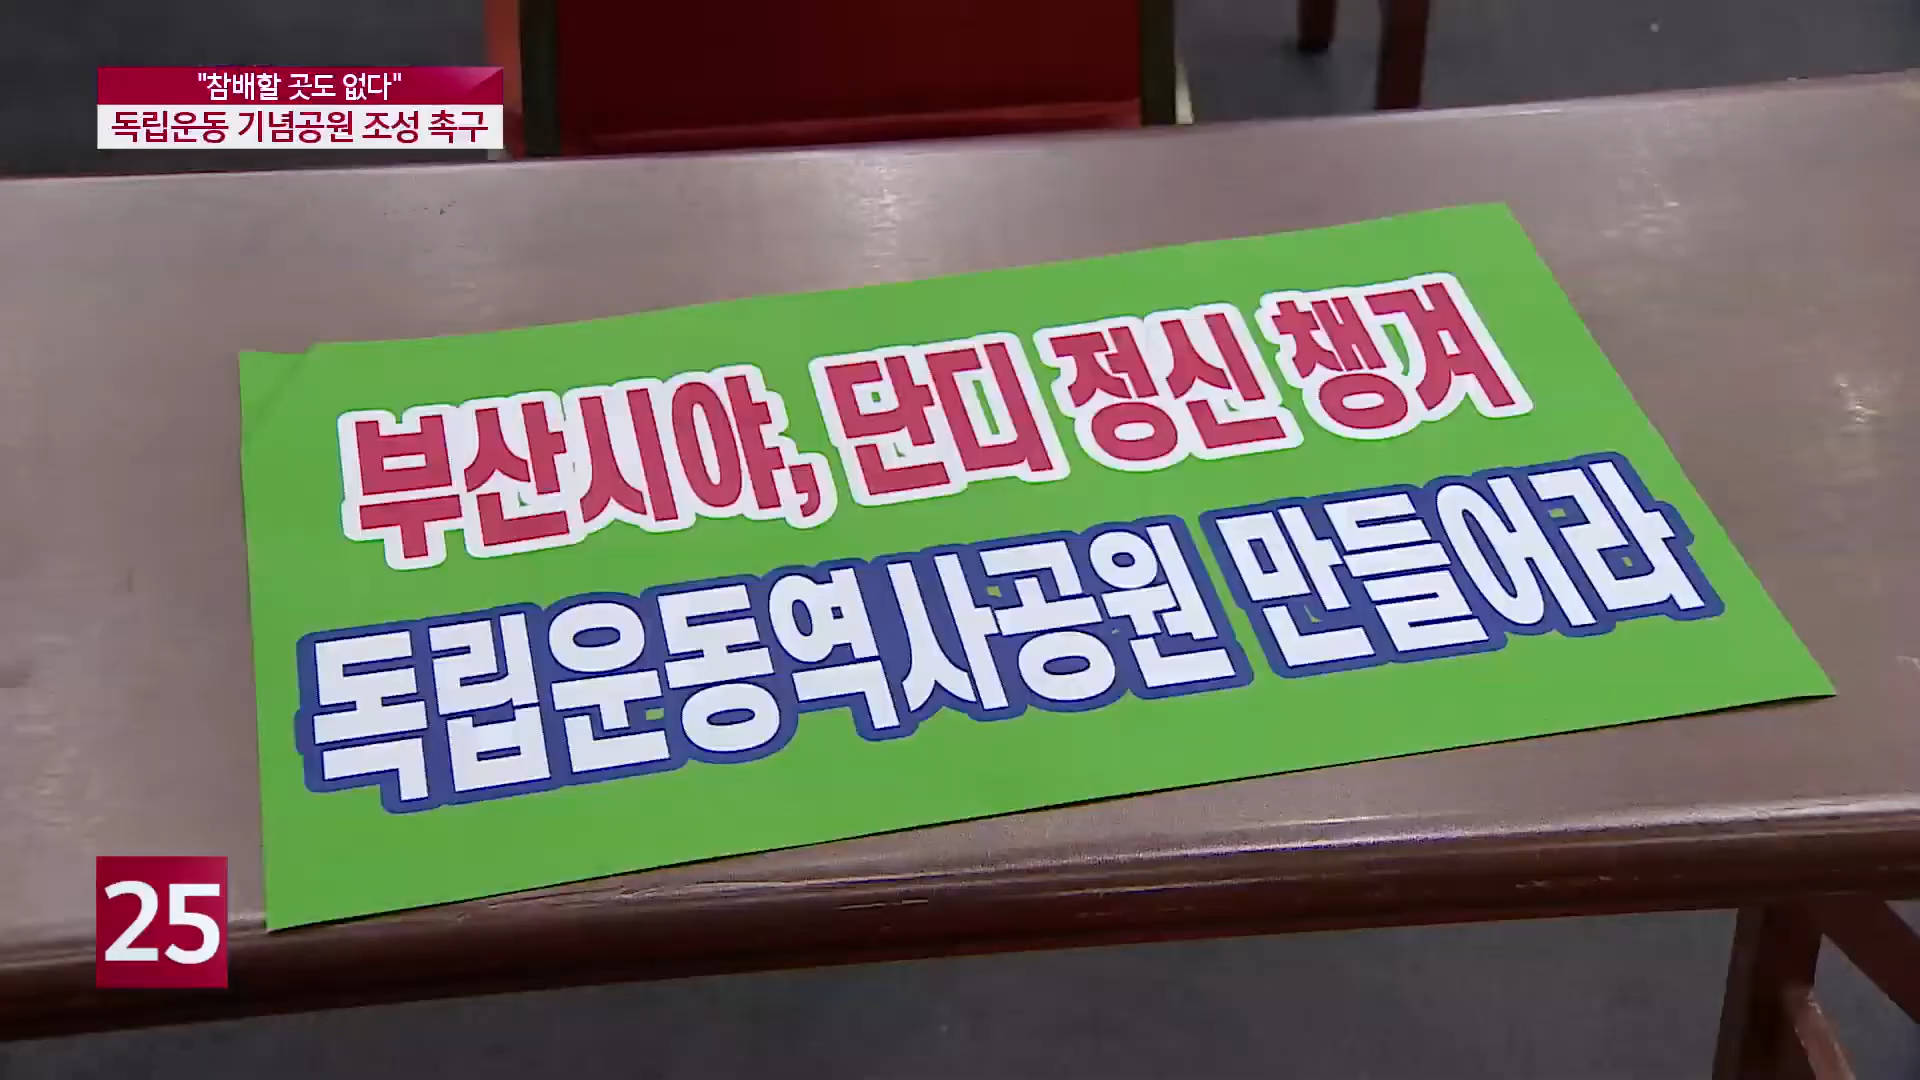 "참배할 곳도 없다"
독립운동 기념공원 조성 촉구
부산시야, 단디 정신 챙겨
독립운동역사공원 만들어라
25